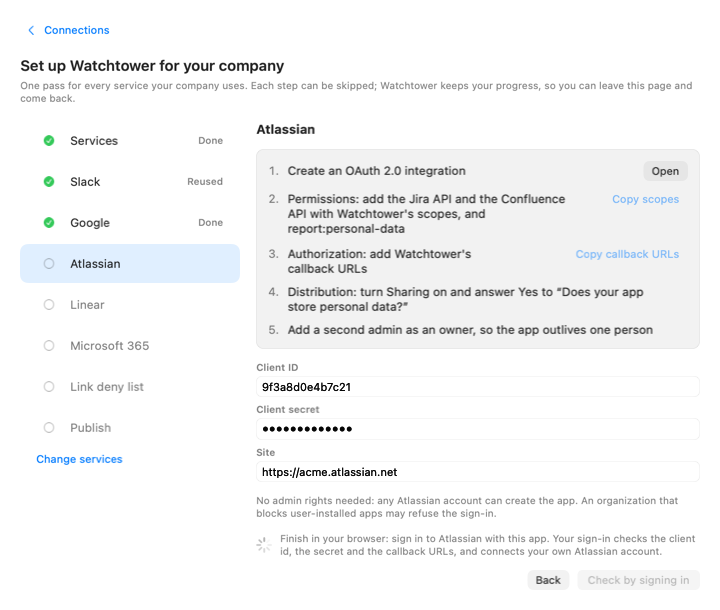 Connections
Set up Watchtower for your company
One pass for every service your company uses. Each step can be skipped; Watchtower keeps your progress, so you can leave this page and
come back.
Services Done
Slack Reused
Google Done
Atlassian
Linear
Microsoft 365
Link deny list
Publish
Change services
Atlassian
1. Create an OAuth 2.0 integration Open
2. Permissions: add the Jira API and the Confluence Copy scopes
API with Watchtower's scopes, and
report:personal-data
3. Authorization: add Watchtower's Copy callback URLs
callback URLs
4. Distribution: turn Sharing on and answer Yes to “Does your app
store personal data?”
5. Add a second admin as an owner, so the app outlives one person
Client ID
9f3a8d0e4b7c21
Client secret
•••••••••••••
Site
https://acme.atlassian.net
No admin rights needed: any Atlassian account can create the app. An organization that
blocks user-installed apps may refuse the sign-in.
Finish in your browser: sign in to Atlassian with this app. Your sign-in checks the client
id, the secret and the callback URLs, and connects your own Atlassian account.
Back Check by signing in